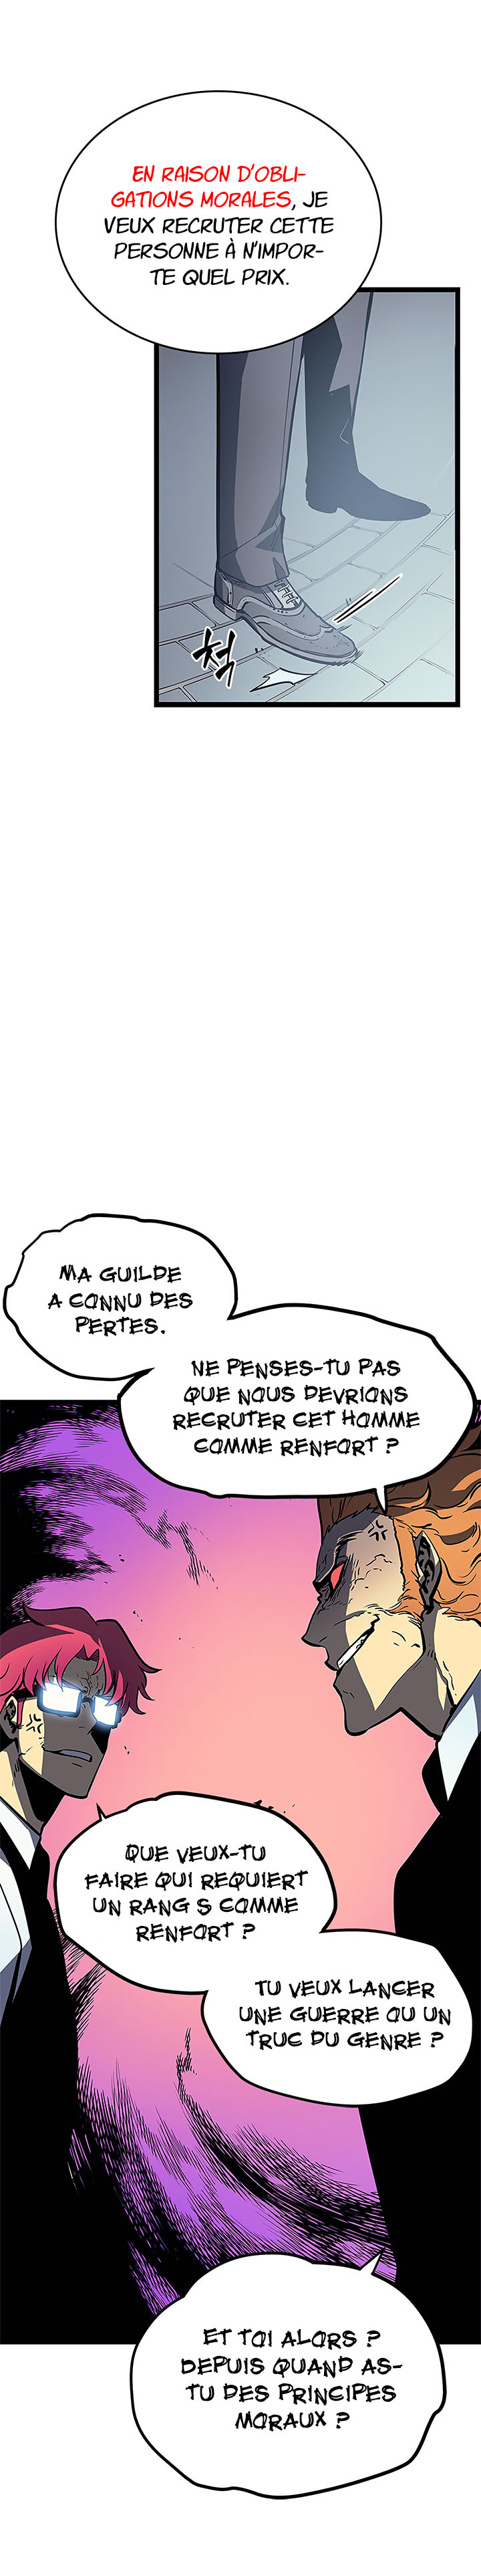 EN RAISON D'OBLI-
GATIONS MORALES, JE
VEUX RECRUTER CETTE
PERSONNE À N'IMPOR-
TE QUEL PRIX.
척
MA GUILDE
A CONNU DES
PERTES.
NE PENSES-TU PAS
QUE NOUS DEVRIONS
RECRUTER CET HOMME
COMME RENFORT ?
QUE VEUX-TU
FAIRE QUI REQUIERT
UN RANG S COMME
RENFORT ?
TU VEUX LANCER
UNE GUERRE OU UN
TRUC DU GENRE ?
ET TOI ALORS ?
DEPUIS QUAND AS-
TU DES PRINCIPES
MORAUX ?